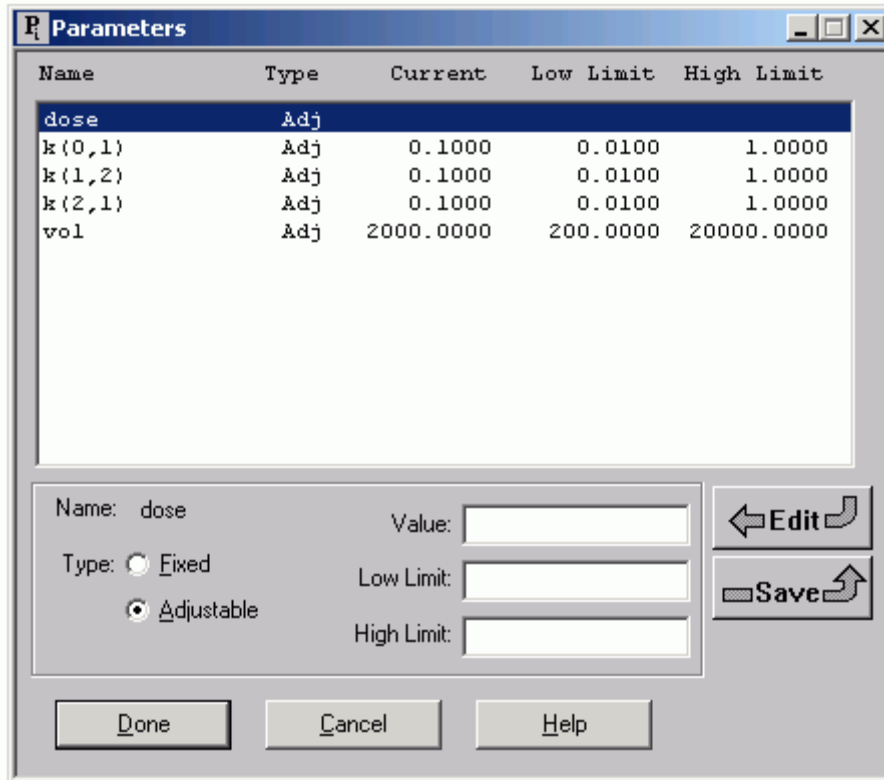 Pi Parameters
Name Type Current Low Limit High Limit
dose Adj
k(0,1) Adj 0.1000 0.0100 1.0000
k(1,2) Adj 0.1000 0.0100 1.0000
k(2,1) Adj 0.1000 0.0100 1.0000
vol Adj 2000.0000 200.0000 20000.0000
Name: dose
Value:
Edit
Type: Fixed
Low Limit:
Save
Adjustable
High Limit:
Done Cancel Help